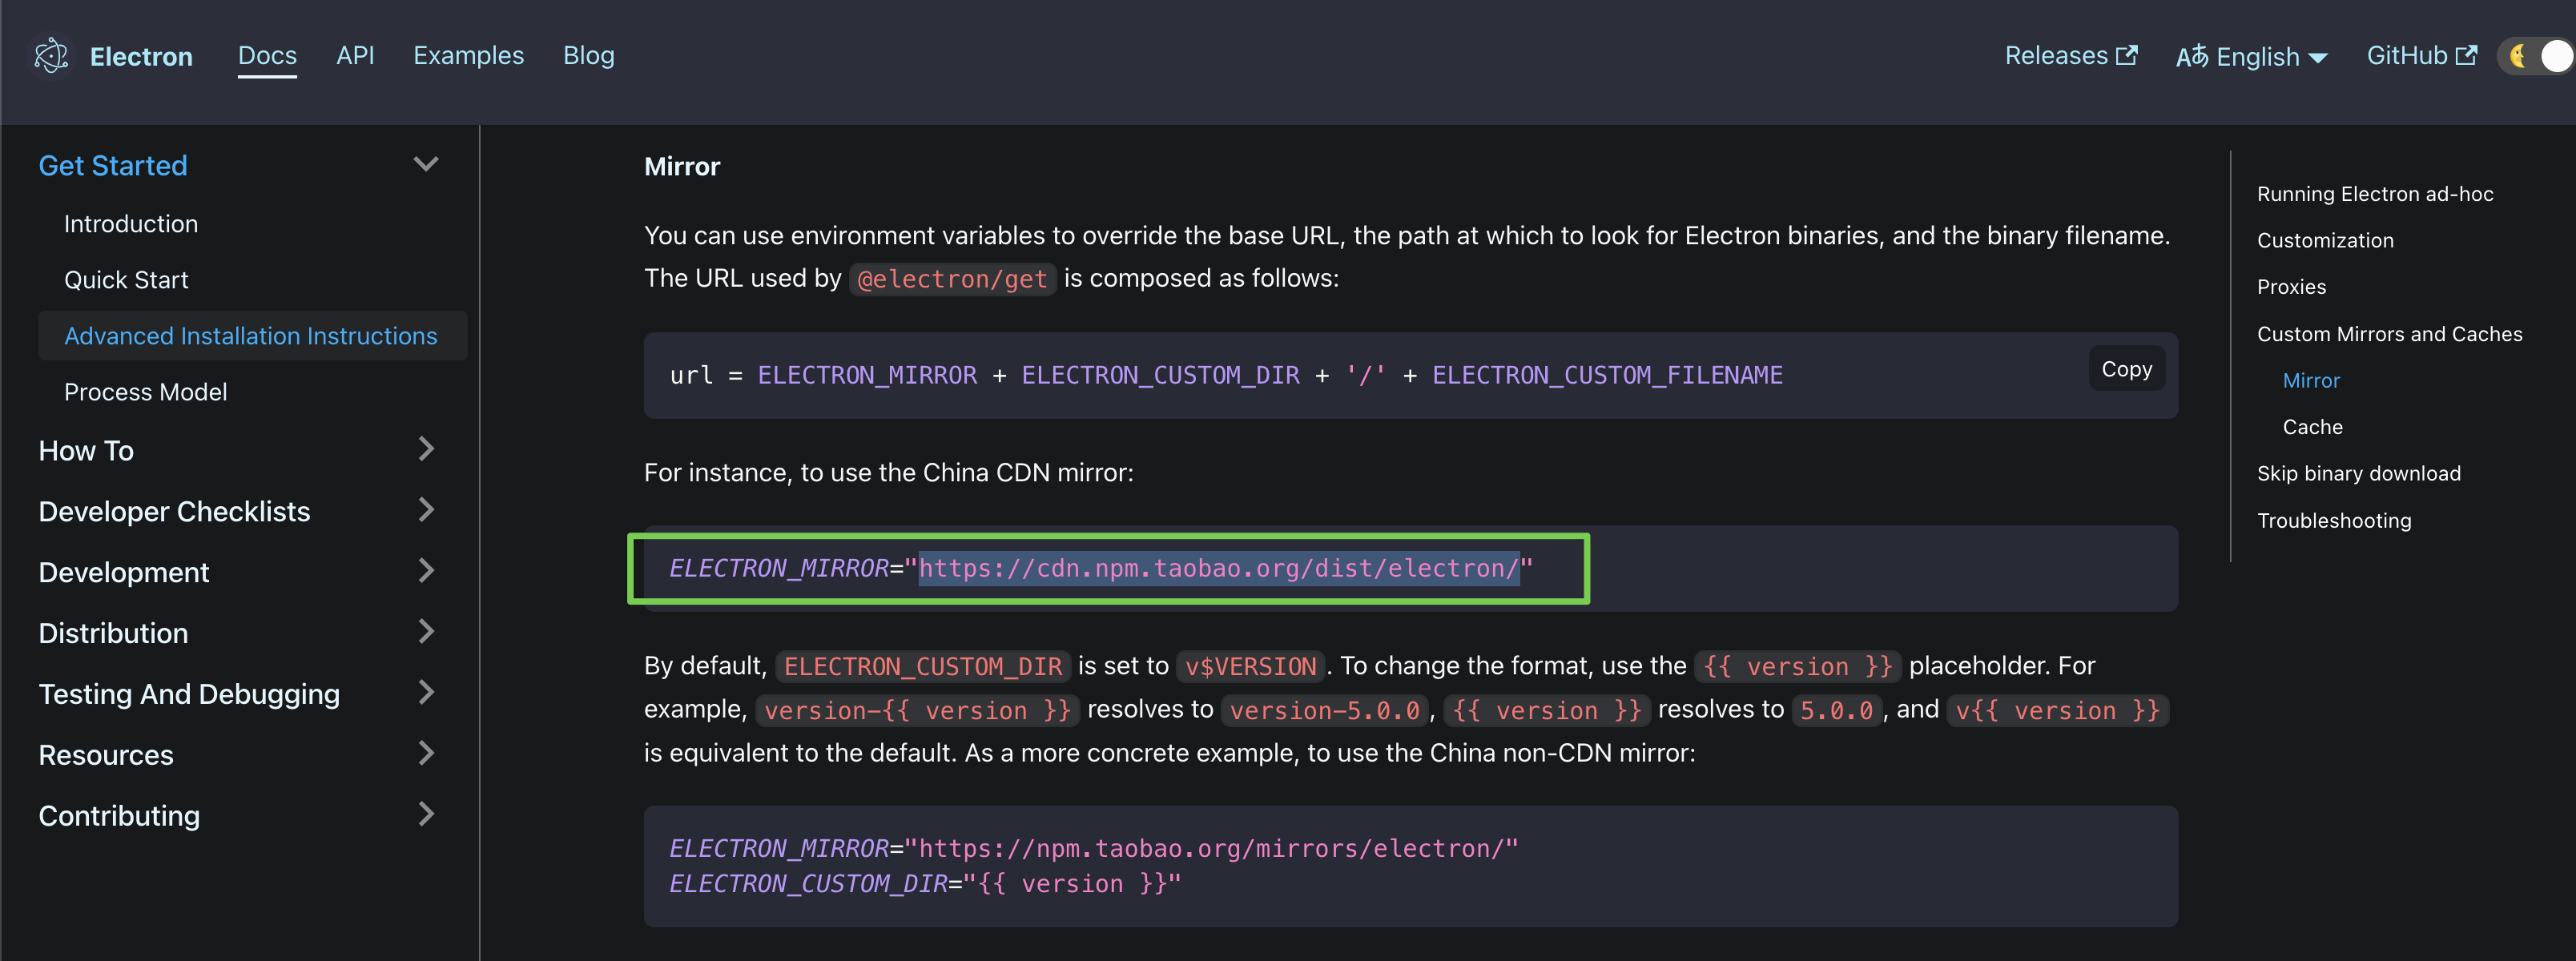 Electron
Docs
API
Examples
Blog
Releases
Aあ English
GitHub
Get Started
Introduction
Quick Start
Advanced Installation Instructions
Process Model
How To
Developer Checklists
Development
Distribution
Testing And Debugging
Resources
Contributing
Mirror
You can use environment variables to override the base URL, the path at which to look for Electron binaries, and the binary filename.
The URL used by @electron/get is composed as follows:
url = ELECTRON_MIRROR + ELECTRON_CUSTOM_DIR + '/' + ELECTRON_CUSTOM_FILENAME
Copy
For instance, to use the China CDN mirror:
ELECTRON_MIRROR="https://cdn.npm.taobao.org/dist/electron/"
By default, ELECTRON_CUSTOM_DIR is set to v$VERSION. To change the format, use the {{ version }} placeholder. For
example, version-{{ version }} resolves to version-5.0.0, {{ version }} resolves to 5.0.0, and v{{ version }}
is equivalent to the default. As a more concrete example, to use the China non-CDN mirror:
ELECTRON_MIRROR="https://npm.taobao.org/mirrors/electron/"
ELECTRON_CUSTOM_DIR="{{ version }}"
Running Electron ad-hoc
Customization
Proxies
Custom Mirrors and Caches
Mirror
Cache
Skip binary download
Troubleshooting